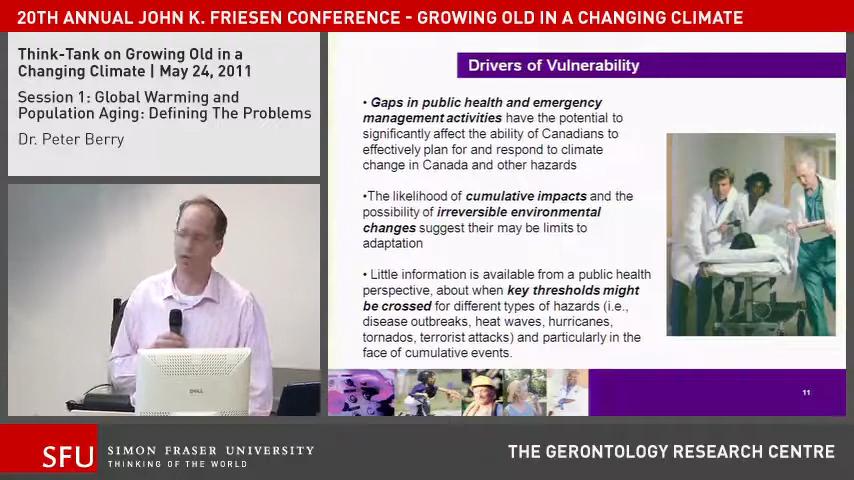 20TH ANNUAL JOHN K. FRIESEN CONFERENCE - GROWING OLD IN A CHANGING CLIMATE
Think-Tank on Growing Old in a
Changing Climate | May 24, 2011
Session 1: Global Warming and
Population Aging: Defining The Problems
Dr. Peter Berry
Drivers of Vulnerability
• Gaps in public health and emergency
management activities have the potential to
significantly affect the ability of Canadians to
effectively plan for and respond to climate
change in Canada and other hazards
•The likelihood of cumulative impacts and the
possibility of irreversible environmental
changes suggest their may be limits to
adaptation
• Little information is available from a public health
perspective, about when key thresholds might
be crossed for different types of hazards (i.e.,
disease outbreaks, heat waves, hurricanes,
tornados, terrorist attacks) and particularly in the
face of cumulative events.
11
DELL
SFU
SIMON FRASER UNIVERSITY
THINKING OF THE WORLD
THE GERONTOLOGY RESEARCH CENTRE